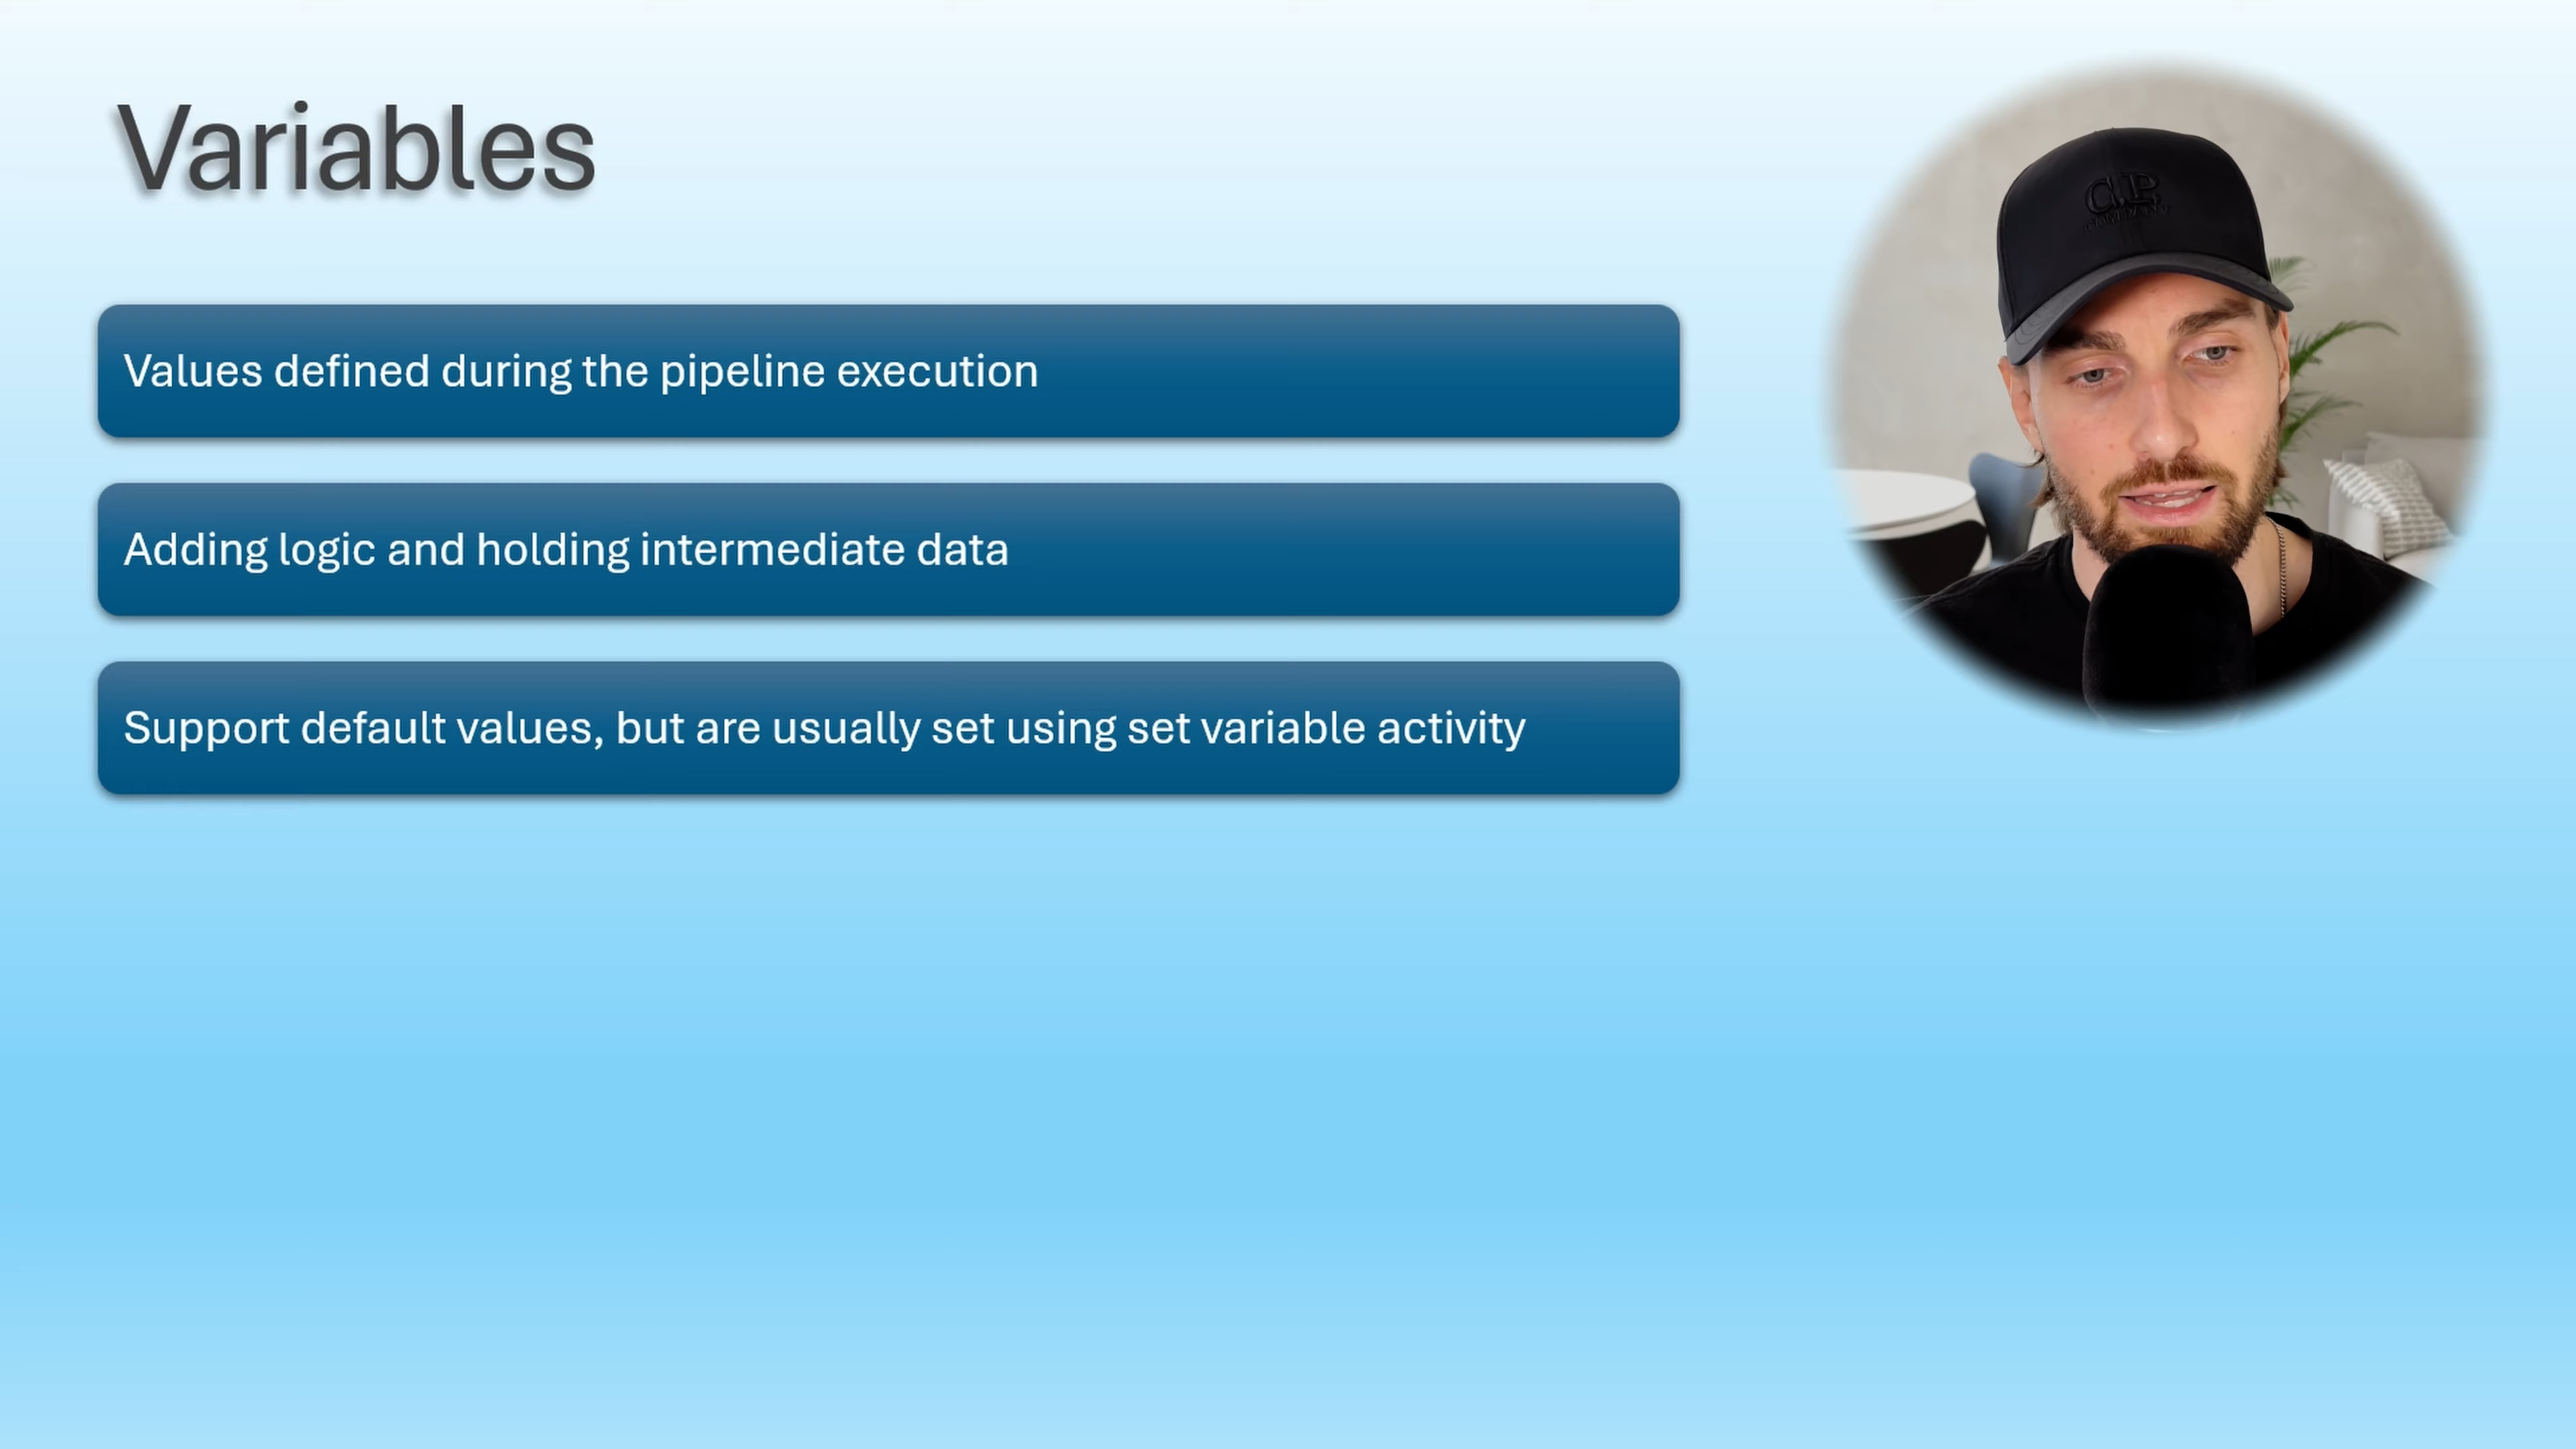 Variables
Values defined during the pipeline execution
Adding logic and holding intermediate data
Support default values, but are usually set using set variable activity
C.P.
COMPANY